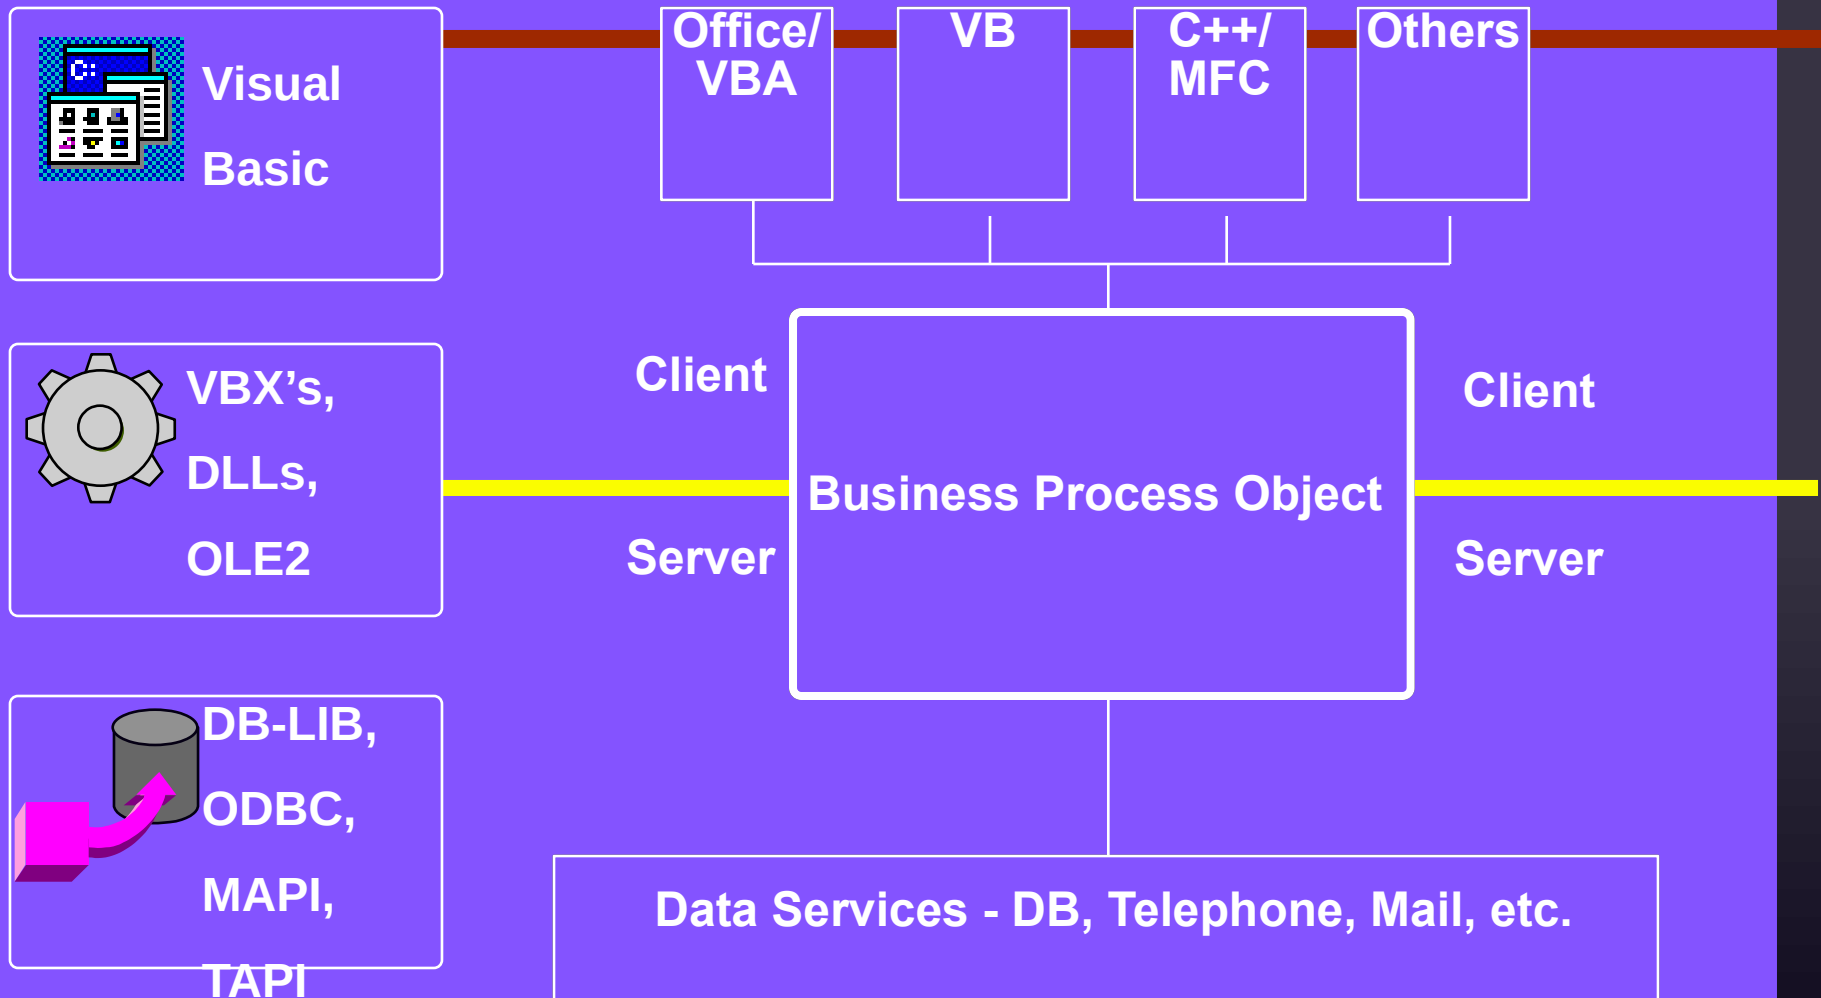 Visual
Basic
Office/
VBA
VB
C++/
MFC
Others
VBX’s,
DLLs,
OLE2
Client
Server
Business Process Object
Client
Server
DB-LIB,
ODBC,
MAPI,
TAPI
Data Services - DB, Telephone, Mail, etc.
C: